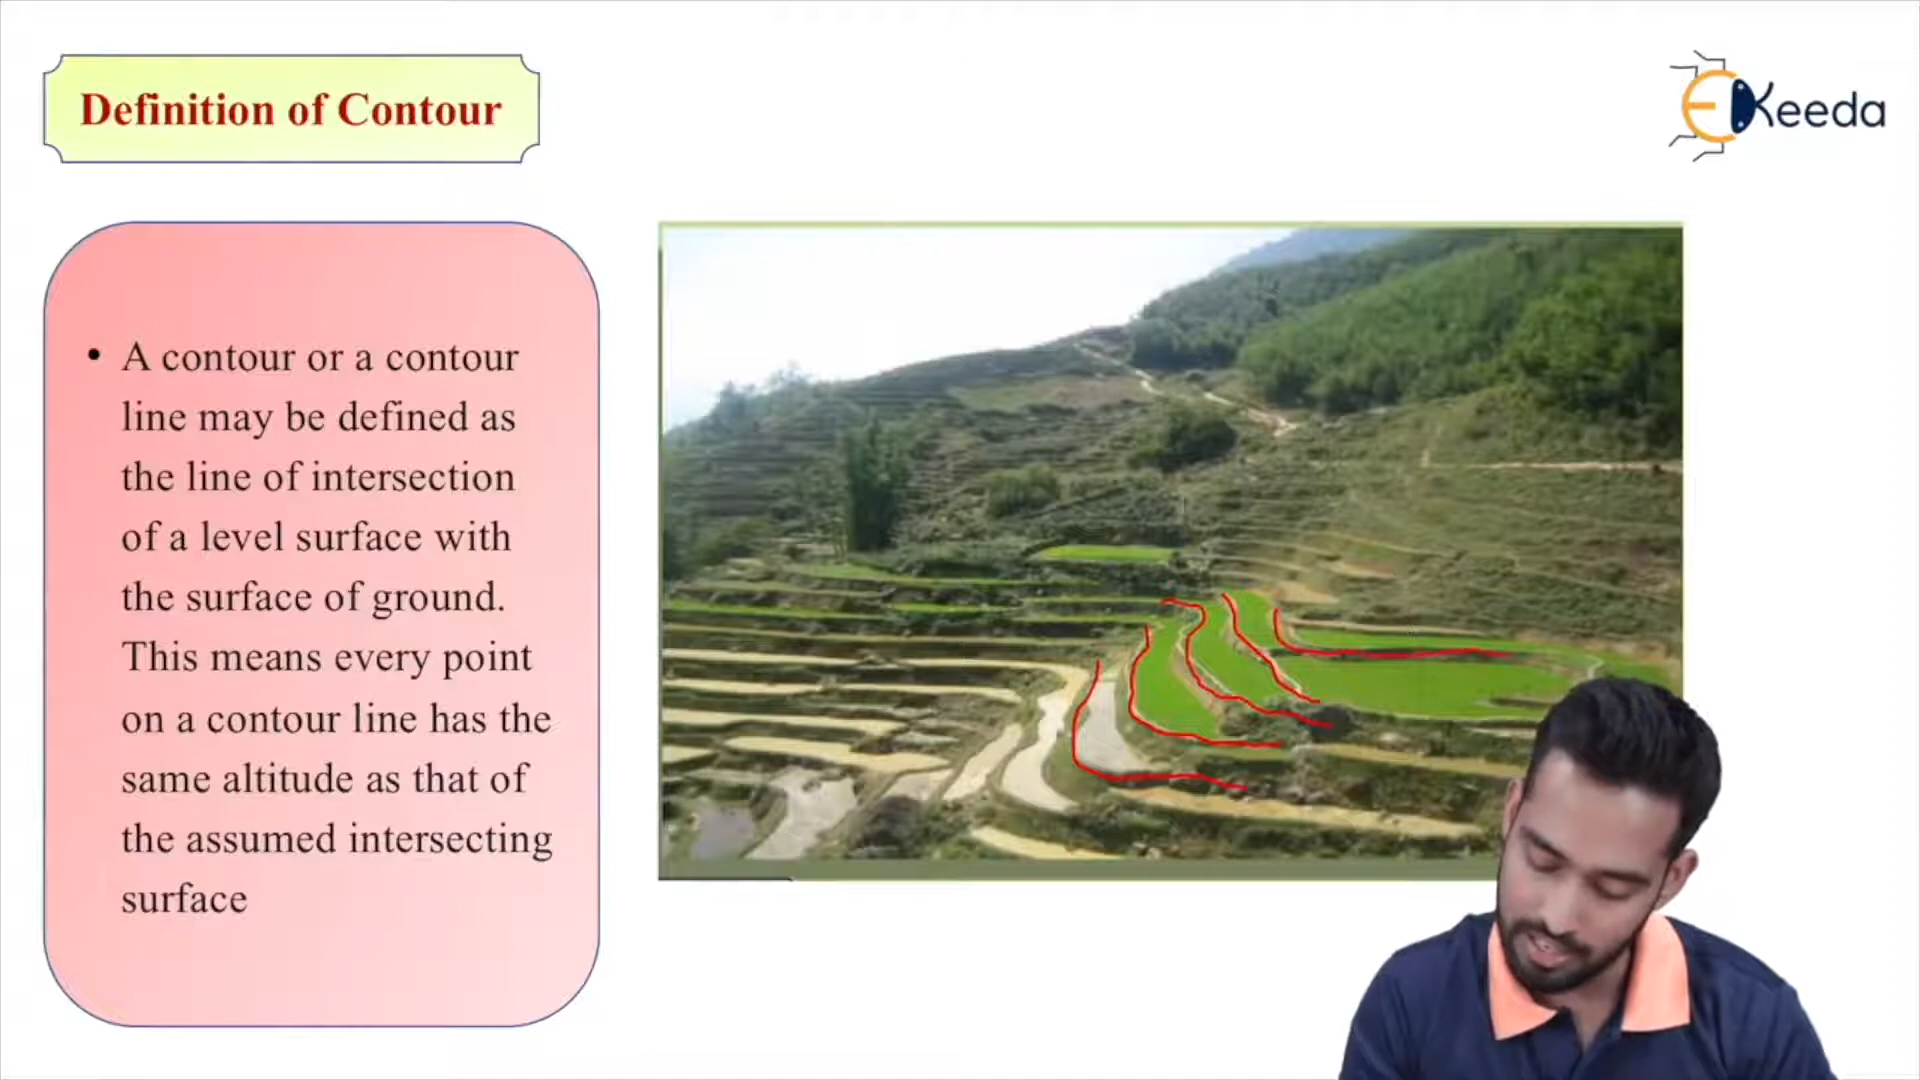 Definition of Contour
EKeeda
• A contour or a contour
line may be defined as
the line of intersection
of a level surface with
the surface of ground.
This means every point
on a contour line has the
same altitude as that of
the assumed intersecting
surface